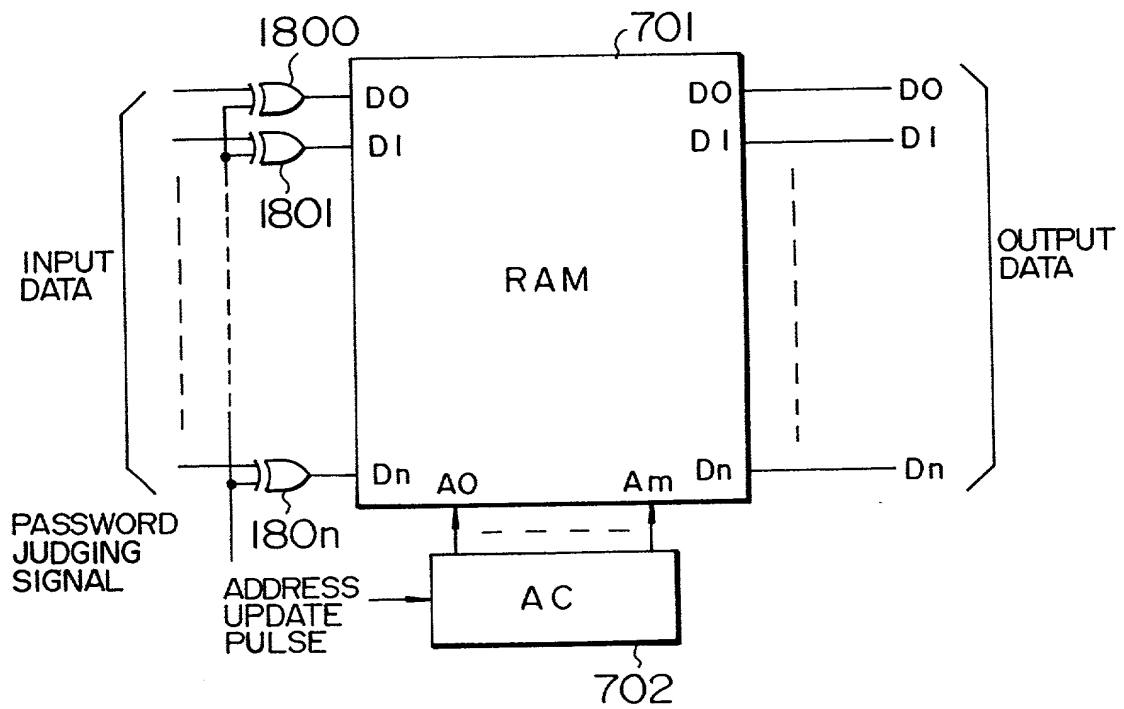 1800
701
D0
D0
D0
D1
D1
D1
1801
INPUT
DATA
RAM
OUTPUT
DATA
Dn
A0
Am
Dn
Dn
180n
PASSWORD
JUDGING
SIGNAL
ADDRESS
UPDATE
PULSE
AC
702